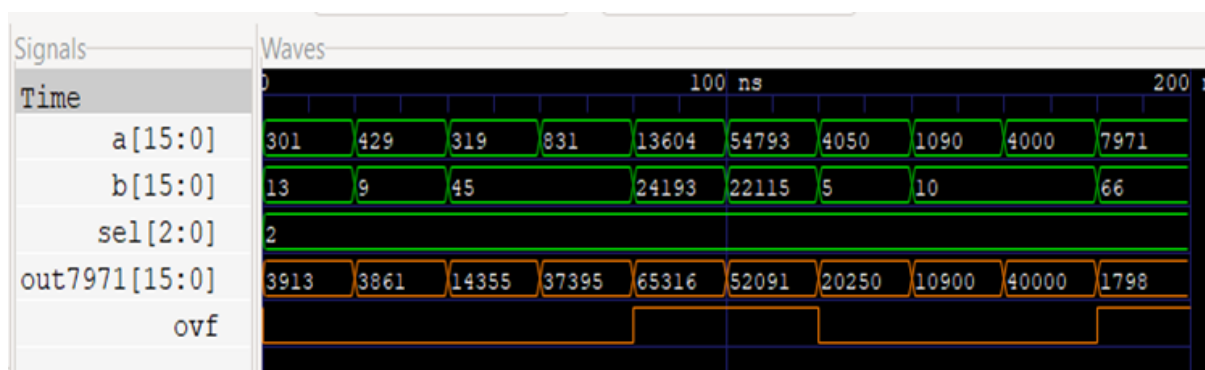 Signals Waves
Time 0 100 ns 200
a[15:0] 301 429 319 831 13604 54793 4050 1090 4000 7971
b[15:0] 13 9 45 24193 22115 5 10 66
sel[2:0] 2
out7971[15:0] 3913 3861 14355 37395 65316 52091 20250 10900 40000 1798
ovf